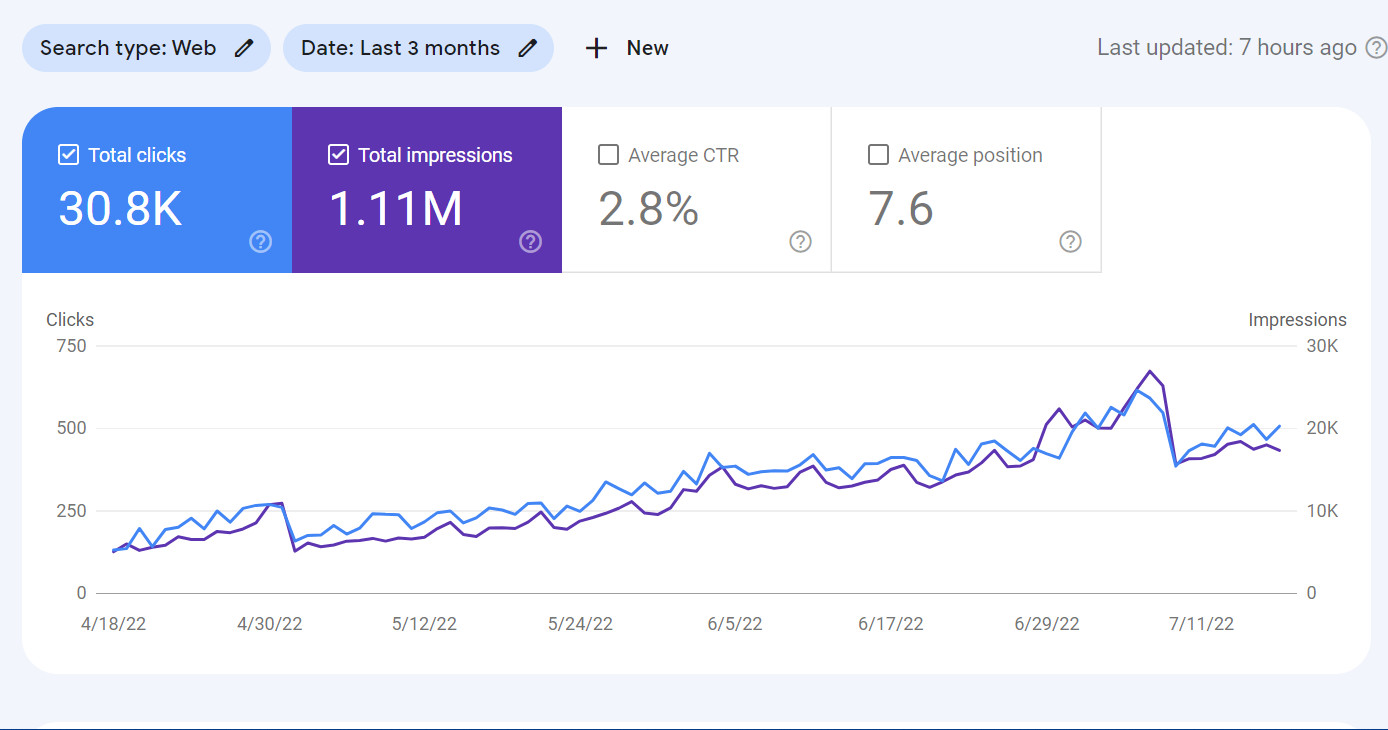 Search type: Web Date: Last 3 months + New Last updated: 7 hours ago ?
Total clicks Total impressions Average CTR Average position
30.8K 1.11M 2.8% 7.6
? ? ? ?
Clicks Impressions
750 30K
500 20K
250 10K
0 0
4/18/22 4/30/22 5/12/22 5/24/22 6/5/22 6/17/22 6/29/22 7/11/22